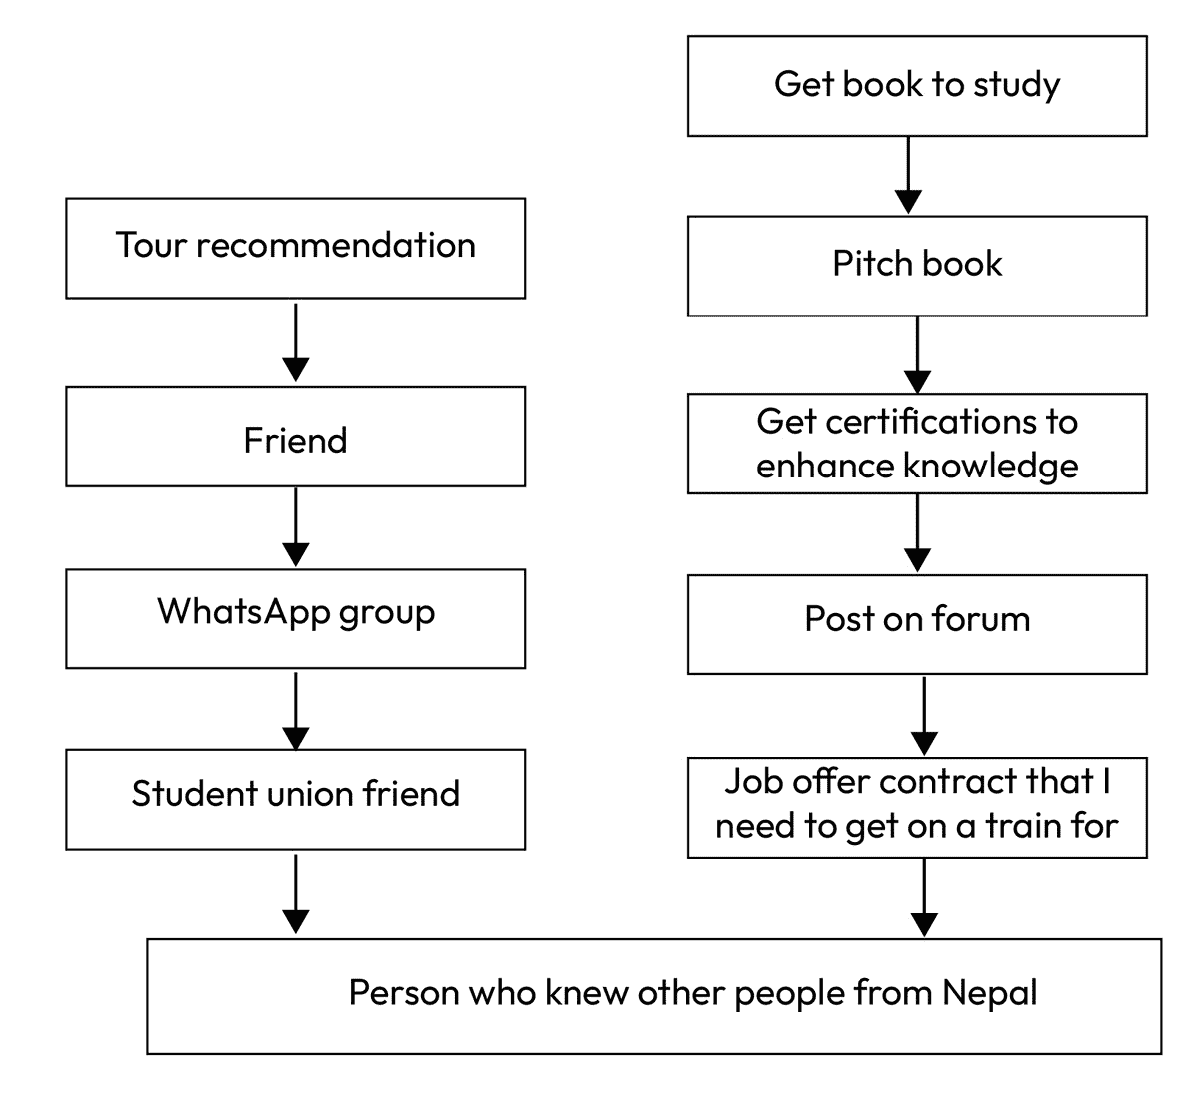 Tour recommendation
Friend
WhatsApp group
Student union friend
Get book to study
Pitch book
Get certifications to
enhance knowledge
Post on forum
Job offer contract that I
need to get on a train for
Person who knew other people from Nepal